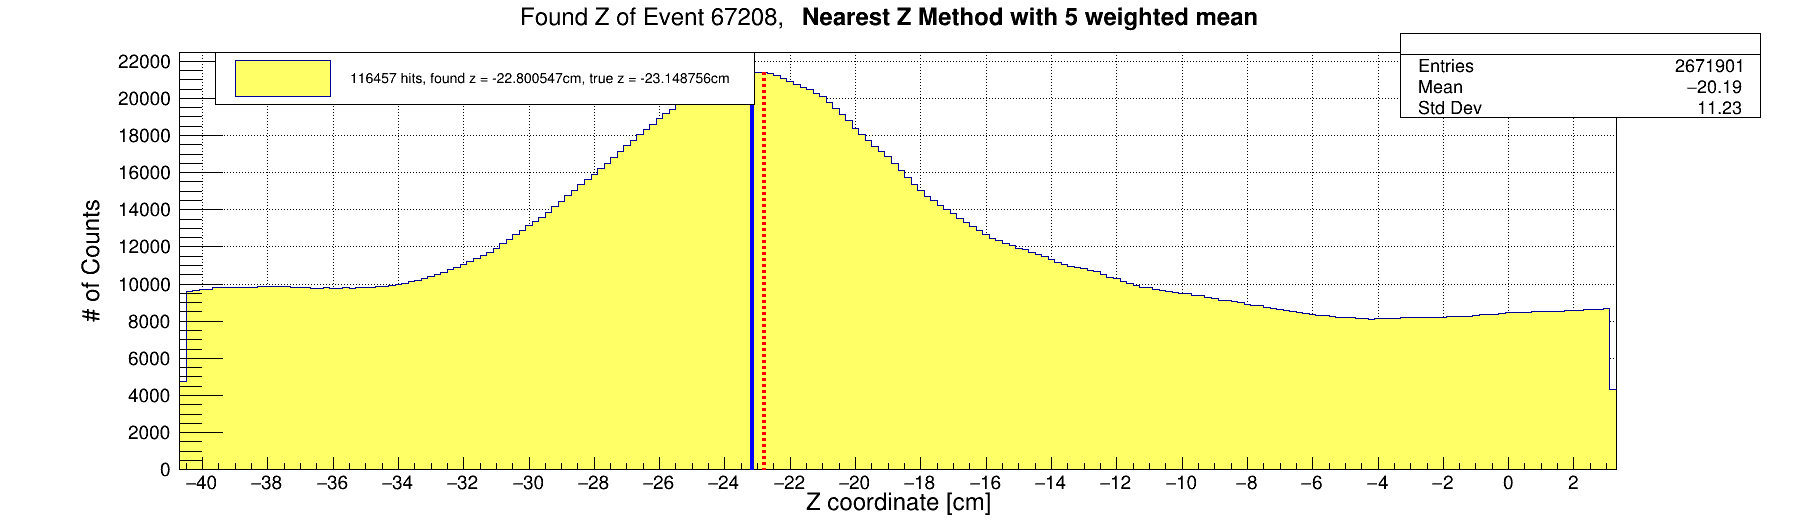 Found Z of Event 67208, Nearest Z Method with 5 weighted mean
116457 hits, found z = -22.800547cm, true z = -23.148756cm
Entries 2671901
Mean −20.19
Std Dev 11.23
22000
20000
18000
16000
14000
12000
10000
8000
6000
4000
2000
0
# of Counts
−40 −38 −36 −34 −32 −30 −28 −26 −24 −22 −20 −18 −16 −14 −12 −10 −8 −6 −4 −2 0 2
Z coordinate [cm]